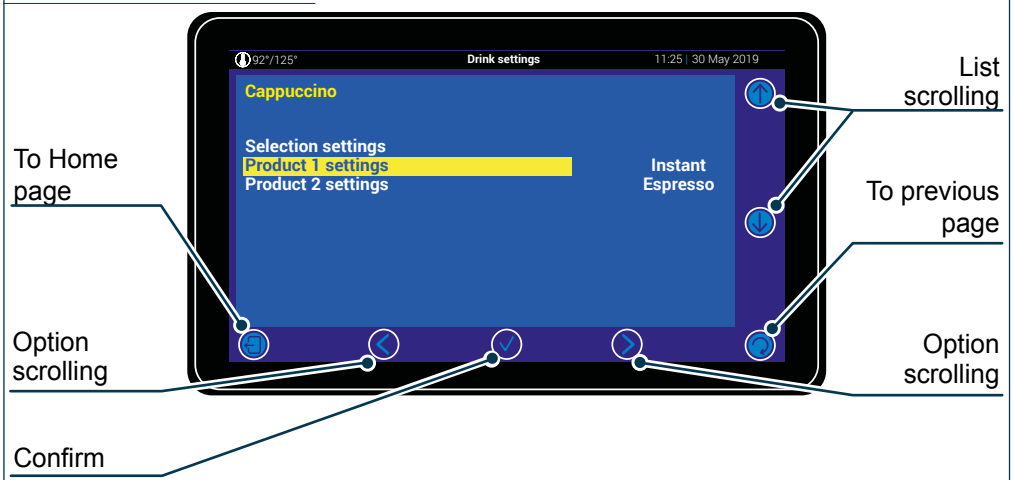 92°/125° Drink settings 11:25 | 30 May 2019
Cappuccino
Selection settings
Product 1 settings Instant
Product 2 settings Espresso
List
scrolling
To Home
page
To previous
page
Option
scrolling
Option
scrolling
Confirm